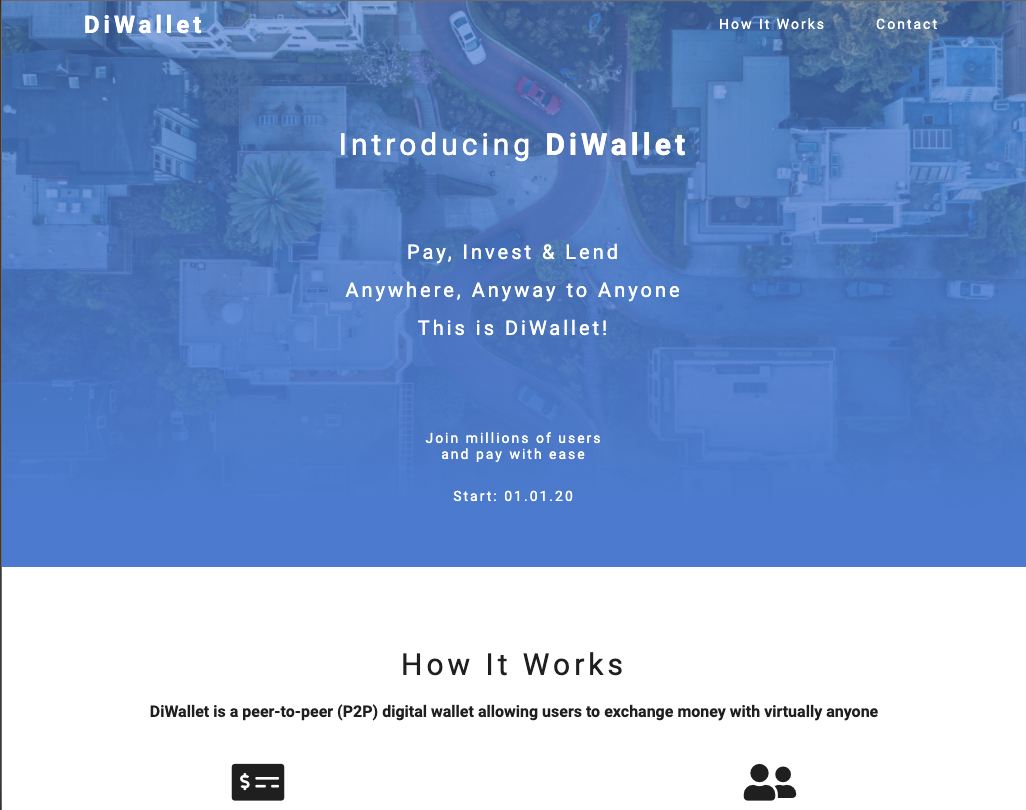 DiWallet
How It Works
Contact
Introducing DiWallet
Pay, Invest & Lend
Anywhere, Anyway to Anyone
This is DiWallet!
Join millions of users
and pay with ease
Start: 01.01.20
How It Works
DiWallet is a peer-to-peer (P2P) digital wallet allowing users to exchange money with virtually anyone
$